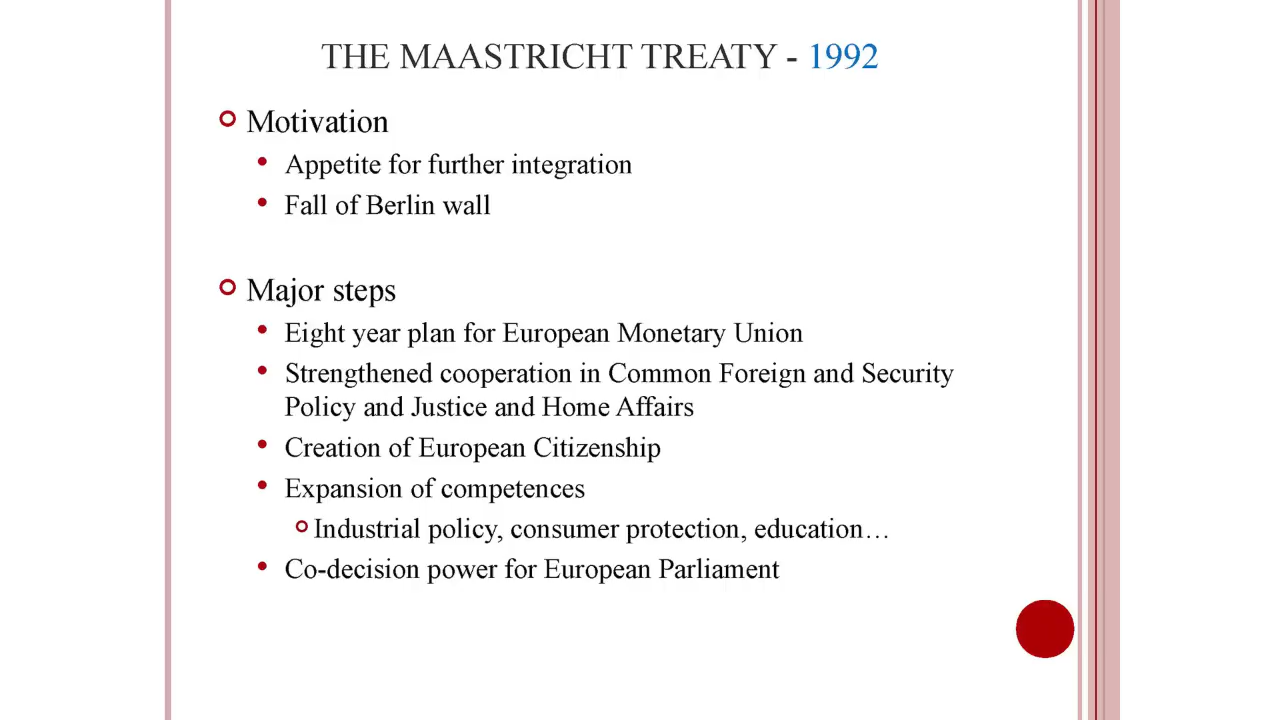 THE MAASTRICHT TREATY - 1992
Motivation
Appetite for further integration
Fall of Berlin wall
Major steps
Eight year plan for European Monetary Union
Strengthened cooperation in Common Foreign and Security
Policy and Justice and Home Affairs
Creation of European Citizenship
Expansion of competences
Industrial policy, consumer protection, education…
Co-decision power for European Parliament